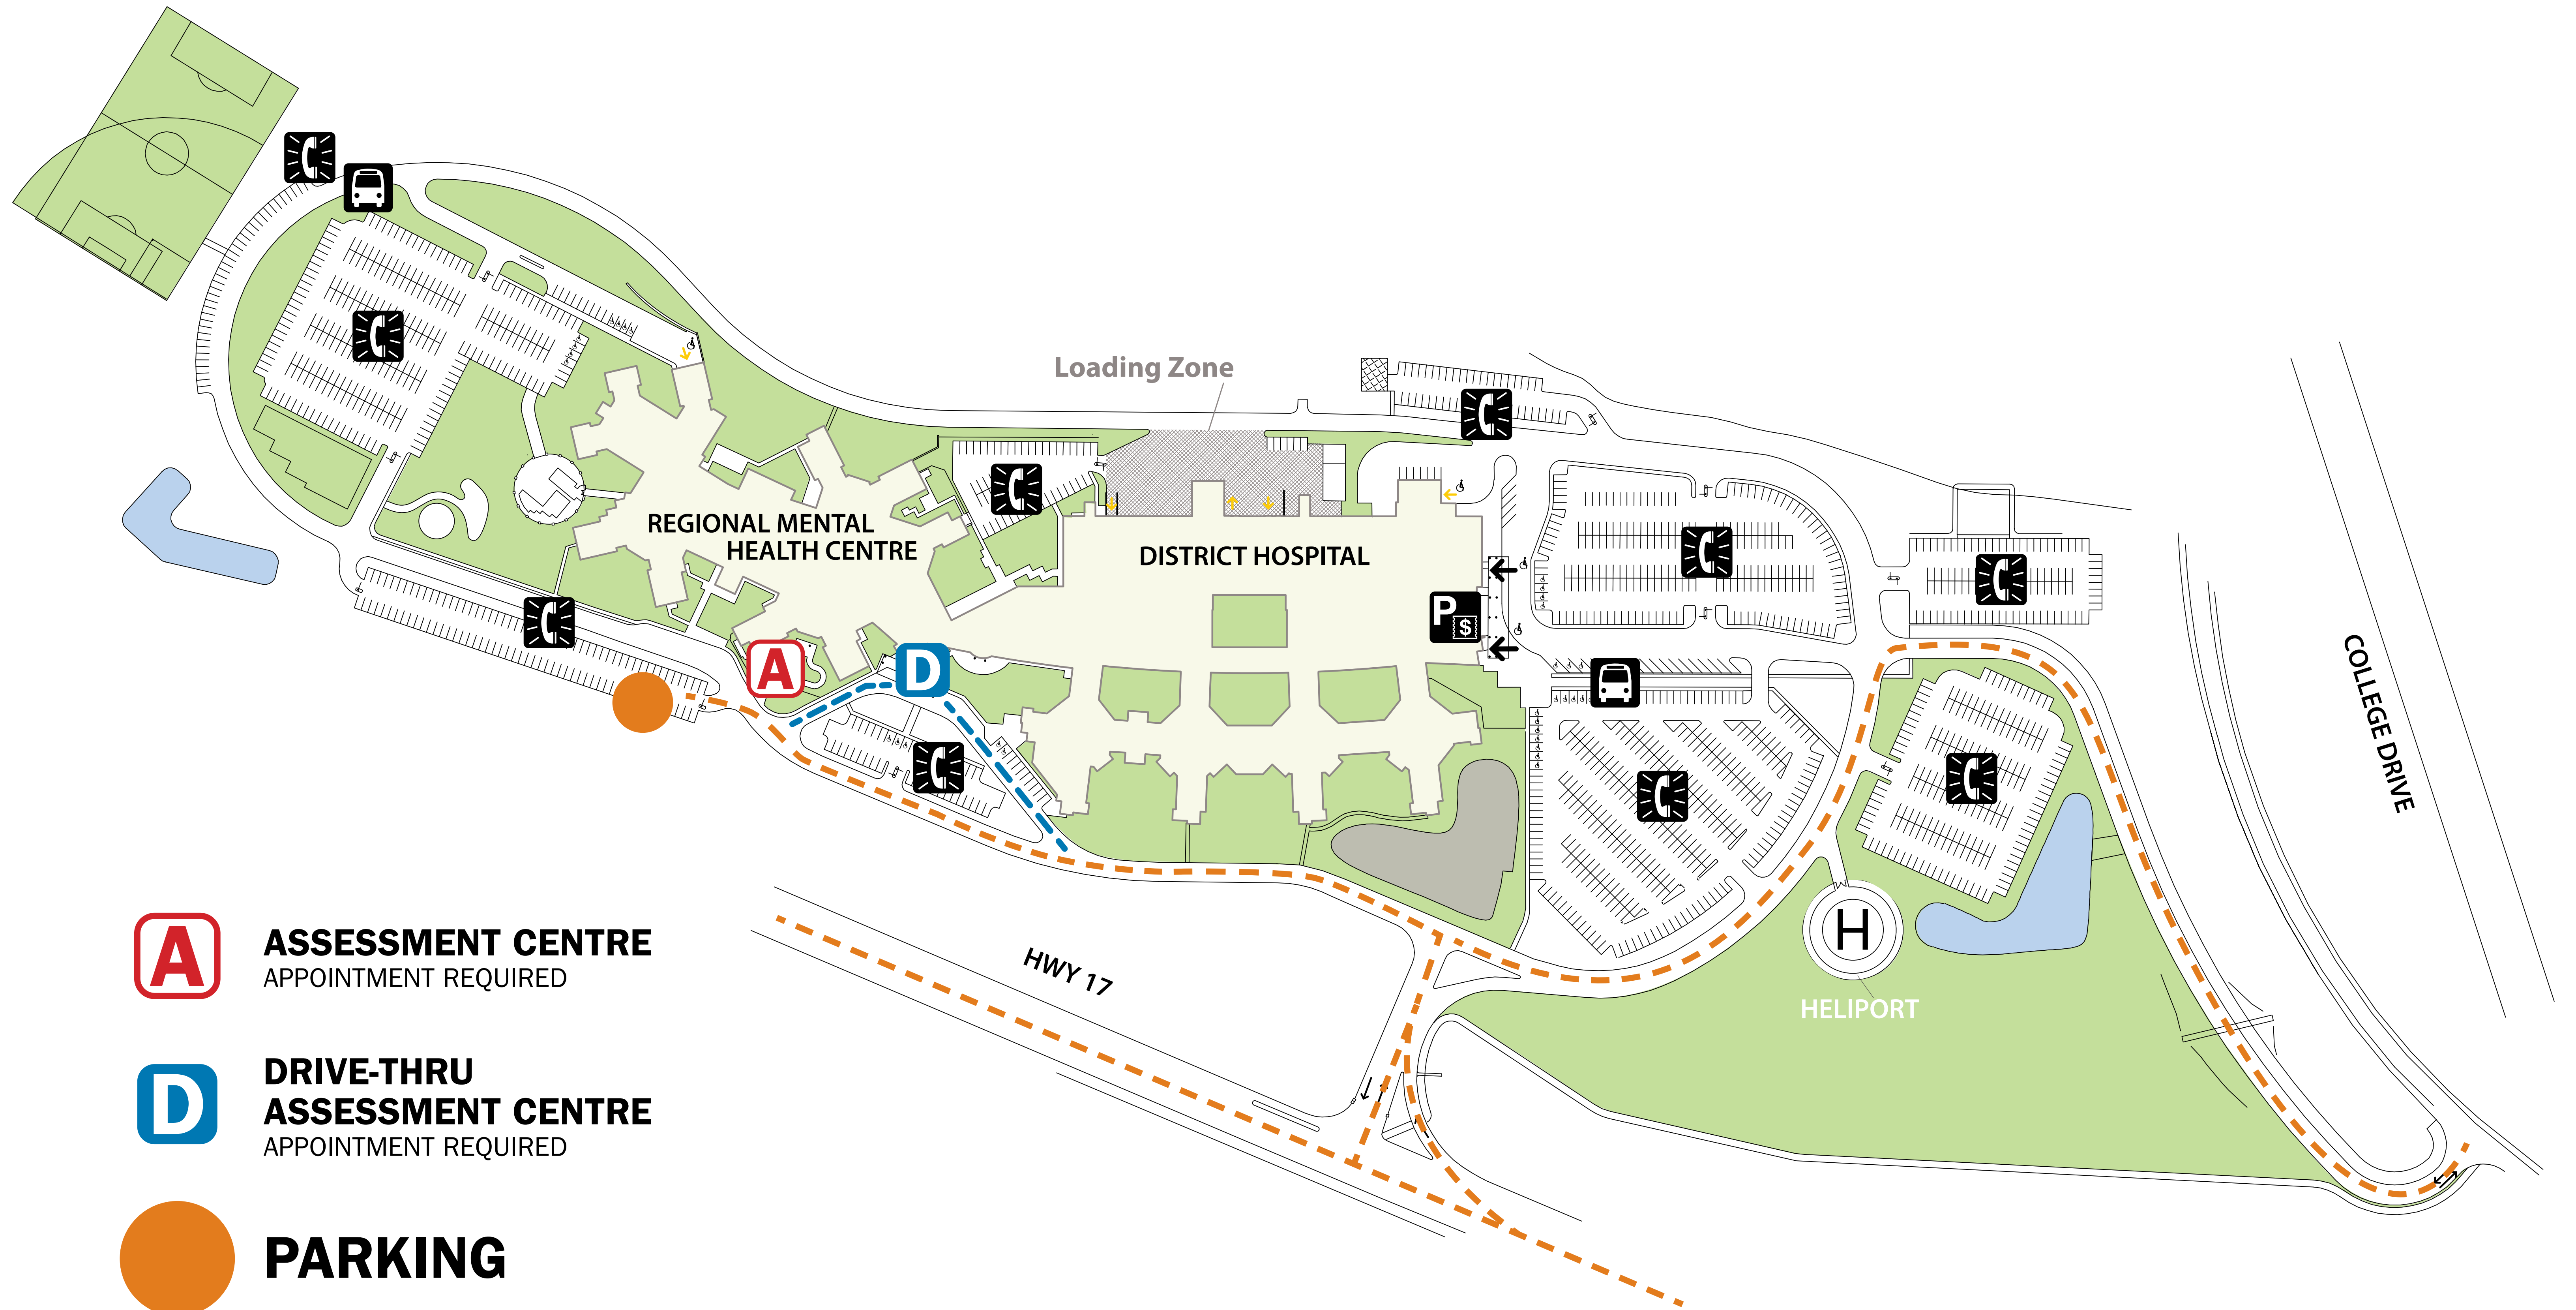 Loading Zone
REGIONAL MENTAL
HEALTH CENTRE
DISTRICT HOSPITAL
P
$
A
D
COLLEGE DRIVE
H
HELIPORT
HWY 17
A
ASSESSMENT CENTRE
APPOINTMENT REQUIRED
D
DRIVE-THRU
ASSESSMENT CENTRE
APPOINTMENT REQUIRED
PARKING